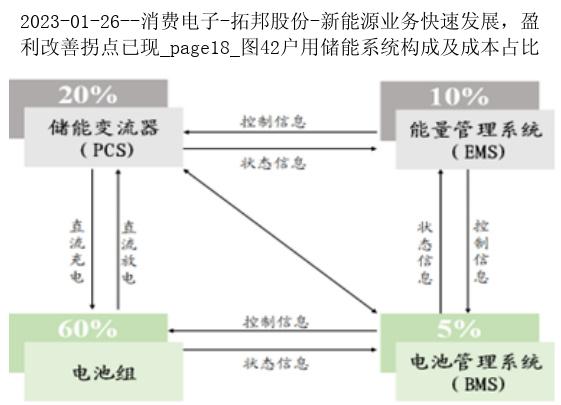 2023-01-26--消费电子-拓邦股份-新能源业务快速发展，盈
利改善拐点已现_page18_图42户用储能系统构成及成本占比
20%
储能变流器
(PCS)
控制信息
状态信息
10%
能量管理系统
(EMS)
直流充电
直流放电
状态信息
控制信息
60%
电池组
控制信息
状态信息
5%
电池管理系统
(BMS)